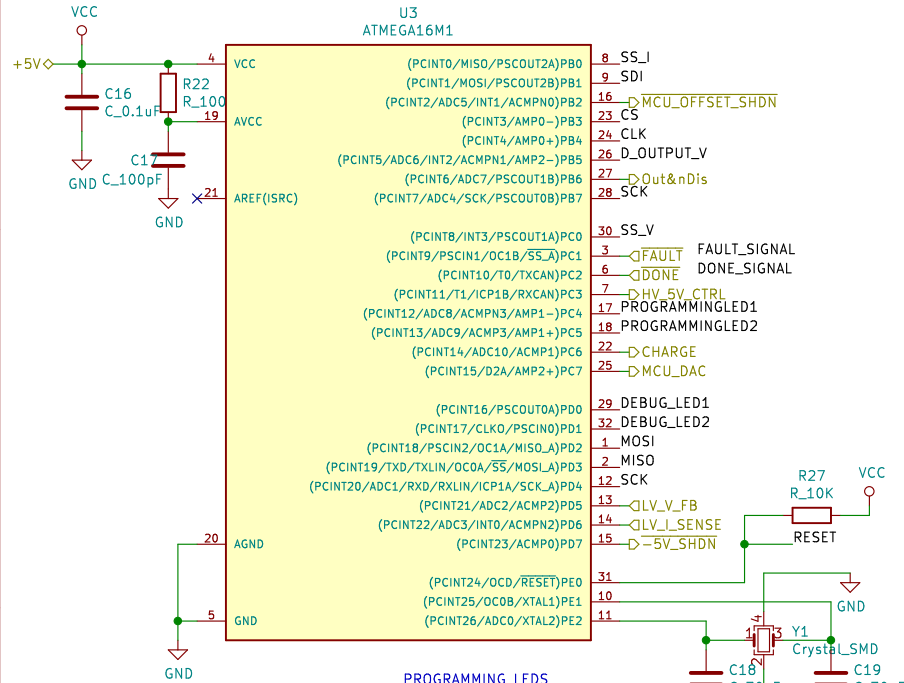 VCC
U3
ATMEGA16M1
+5V
C16
C_0.1uF
R22
R_100
C17
C_100pF
GND
GND
4 VCC
19 AVCC
21 AREF(ISRC)
20 AGND
5 GND
GND
(PCINT0/MISO/PSCOUT2A)PB0 8 SS_I
(PCINT1/MOSI/PSCOUT2B)PB1 9 SDI
(PCINT2/ADC5/INT1/ACMPN0)PB2 16 MCU_OFFSET_SHDN
(PCINT3/AMP0-)PB3 23 CS
(PCINT4/AMP0+)PB4 24 CLK
(PCINT5/ADC6/INT2/ACMPN1/AMP2-)PB5 26 D_OUTPUT_V
(PCINT6/ADC7/PSCOUT1B)PB6 27 Out&nDis
(PCINT7/ADC4/SCK/PSCOUT0B)PB7 28 SCK
(PCINT8/INT3/PSCOUT1A)PC0 30 SS_V
(PCINT9/PSCIN1/OC1B/SS_A)PC1 3 FAULT FAULT_SIGNAL
(PCINT10/T0/TXCAN)PC2 6 DONE DONE_SIGNAL
(PCINT11/T1/ICP1B/RXCAN)PC3 7 HV_5V_CTRL
(PCINT12/ADC8/ACMPN3/AMP1-)PC4 17 PROGRAMMINGLED1
(PCINT13/ADC9/ACMP3/AMP1+)PC5 18 PROGRAMMINGLED2
(PCINT14/ADC10/ACMP1)PC6 22 CHARGE
(PCINT15/D2A/AMP2+)PC7 25 MCU_DAC
(PCINT16/PSCOUT0A)PD0 29 DEBUG_LED1
(PCINT17/CLKO/PSCIN0)PD1 32 DEBUG_LED2
(PCINT18/PSCIN2/OC1A/MISO_A)PD2 1 MOSI
(PCINT19/TXD/TXLIN/OC0A/SS/MOSI_A)PD3 2 MISO
(PCINT20/ADC1/RXD/RXLIN/ICP1A/SCK_A)PD4 12 SCK
(PCINT21/ADC2/ACMP2)PD5 13 LV_V_FB
(PCINT22/ADC3/INT0/ACMPN2)PD6 14 LV_I_SENSE
(PCINT23/ACMP0)PD7 15 -5V_SHDN
(PCINT24/OCD/RESET)PE0 31
(PCINT25/OC0B/XTAL1)PE1 10
(PCINT26/ADC0/XTAL2)PE2 11
R27
R_10K
VCC
RESET
GND
4
1 3
2
Y1
Crystal_SMD
C18
C19
PROGRAMMING LEDS